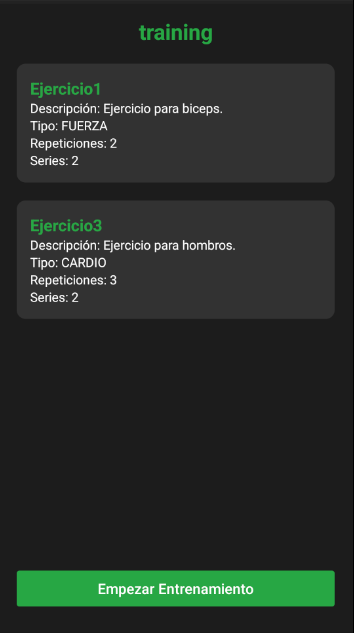 training
Ejercicio1
Descripción: Ejercicio para biceps.
Tipo: FUERZA
Repeticiones: 2
Series: 2
Ejercicio3
Descripción: Ejercicio para hombros.
Tipo: CARDIO
Repeticiones: 3
Series: 2
Empezar Entrenamiento